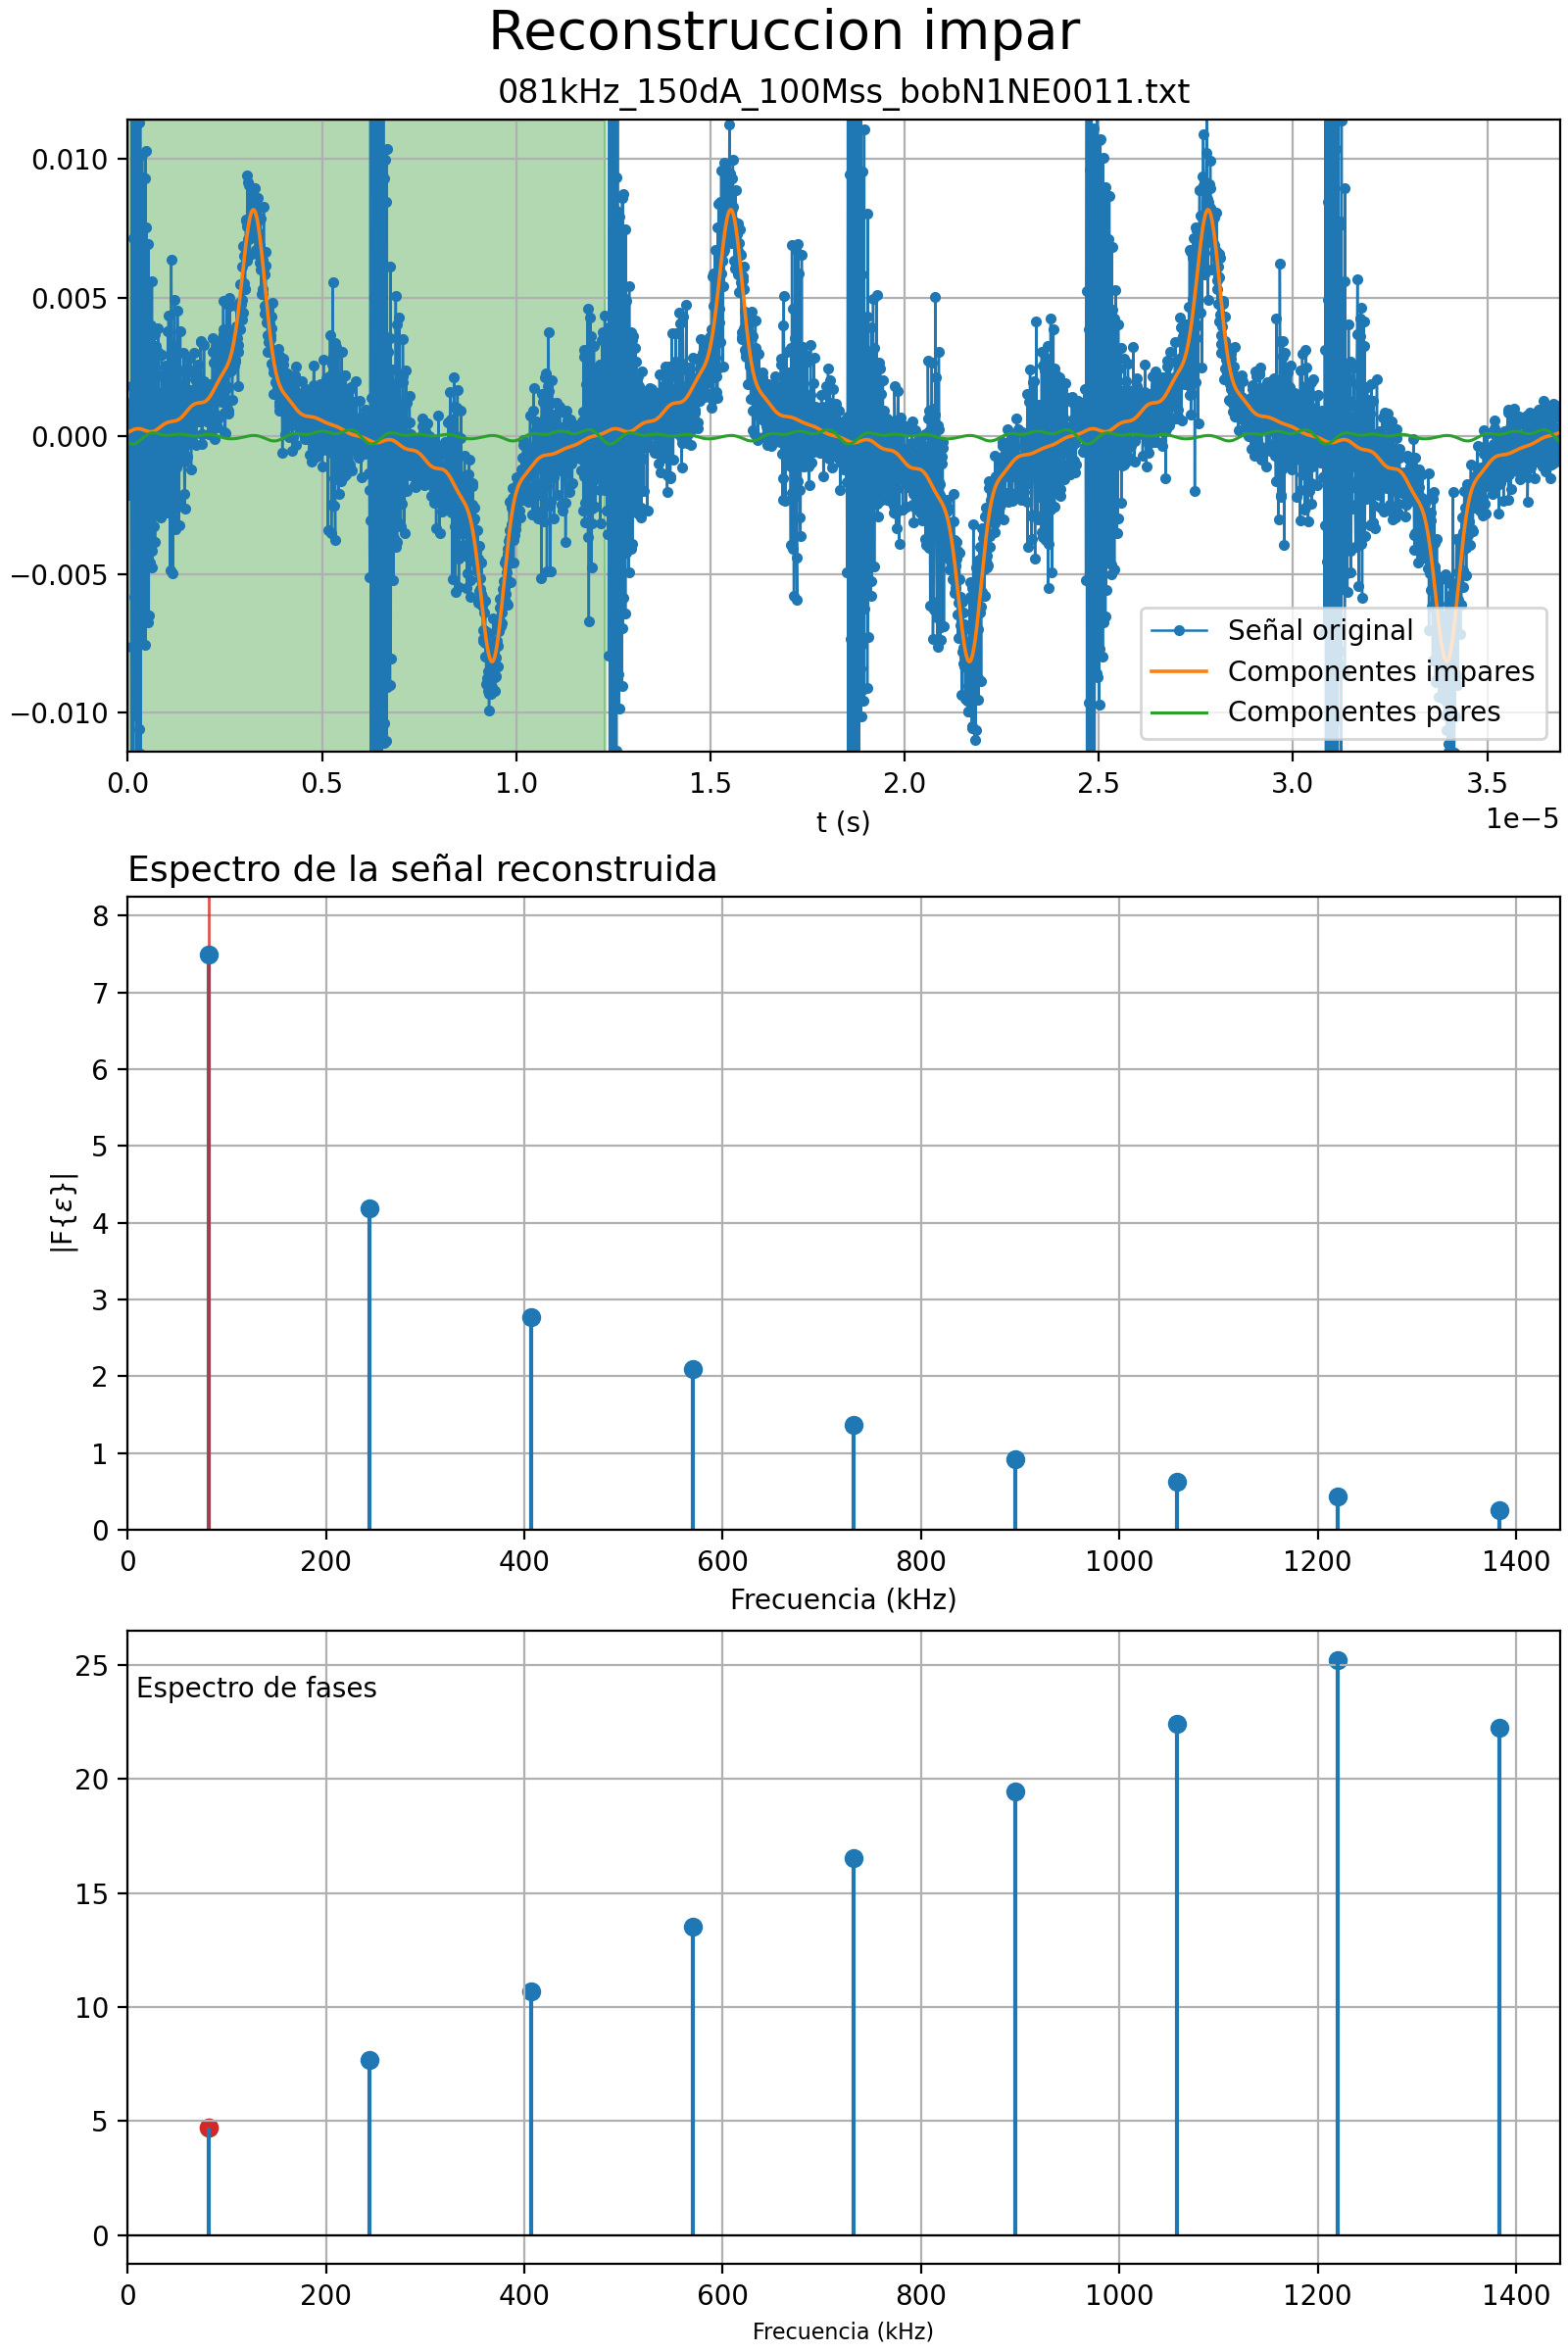 Reconstruccion impar
081kHz_150dA_100Mss_bobN1NE0011.txt
0.010
0.005
0.000
−0.005
−0.010
Señal original
Componentes impares
Componentes pares
0.0 0.5 1.0 1.5 2.0 2.5 3.0 3.5
t (s)
1e−5
Espectro de la señal reconstruida
8
7
6
5
4
3
2
1
0
|F{ε}|
0 200 400 600 800 1000 1200 1400
Frecuencia (kHz)
25
20
15
10
5
0
Espectro de fases
0 200 400 600 800 1000 1200 1400
Frecuencia (kHz)